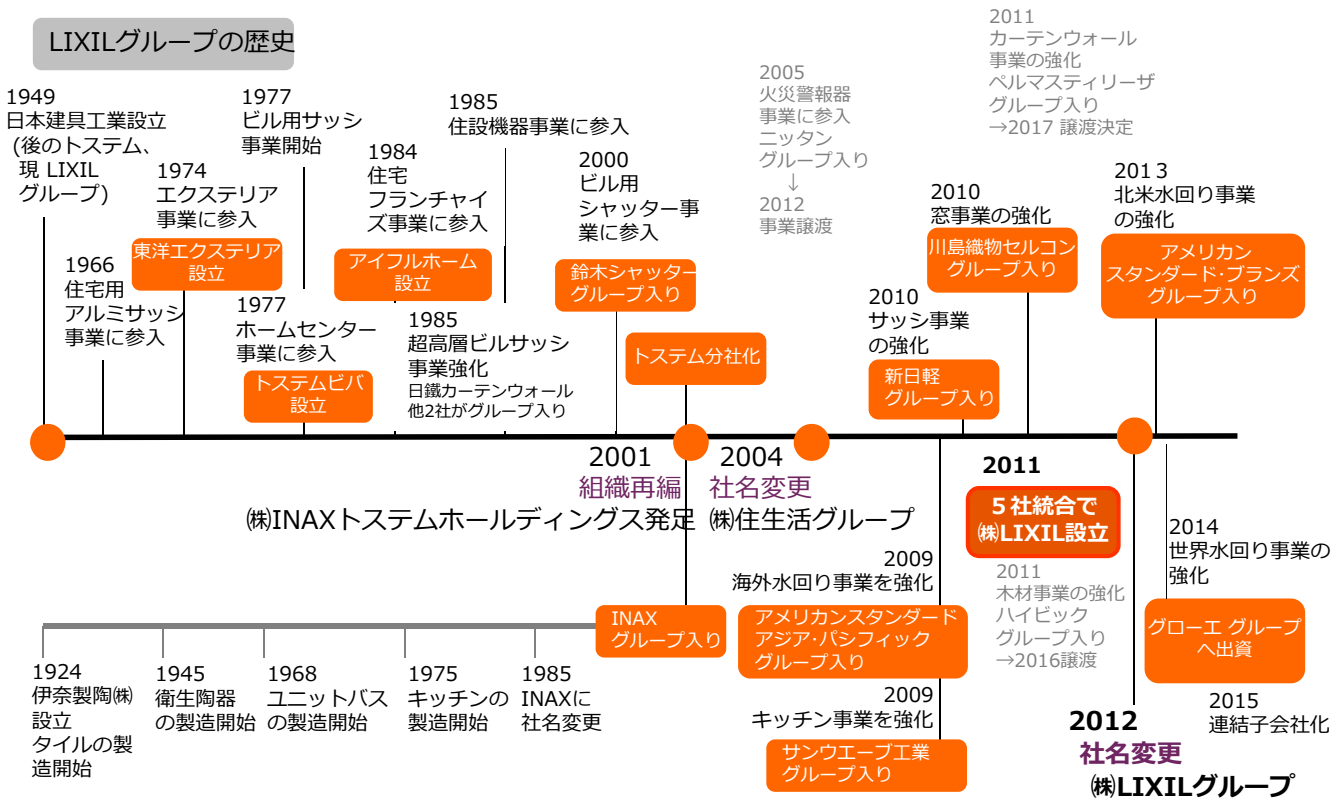 LIXILグループの歴史
1949
日本建具工業設立
(後のトステム、
現 LIXIL
グループ)
1966
住宅用
アルミサッシ
事業に参入
1974
エクステリア
事業に参入
東洋エクステリア
設立
1977
ビル用サッシ
事業開始
1977
ホームセンター
事業に参入
トステムビバ
設立
1984
住宅
フランチャイ
ズ事業に参入
アイフルホーム
設立
1985
住設機器事業に参入
1985
超高層ビルサッシ
事業強化
日鐵カーテンウォール
他2社がグループ入り
2000
ビル用
シャッター事
業に参入
鈴木シャッター
グループ入り
トステム分社化
2005
火災警報器
事業に参入
ニッタン
グループ入り
↓
2012
事業譲渡
2010
サッシ事業
の強化
新日軽
グループ入り
2010
窓事業の強化
川島織物セルコン
グループ入り
2011
カーテンウォール
事業の強化
ペルマスティリーザ
グループ入り
→2017 譲渡決定
2013
北米水回り事業
の強化
アメリカン
スタンダード・ブランズ
グループ入り
2001
組織再編
㈱INAXトステムホールディングス発足
2004
社名変更
㈱住生活グループ
2011
5社統合で
㈱LIXIL設立
2011
木材事業の強化
ハイビック
グループ入り
→2016譲渡
2009
海外水回り事業を強化
アメリカンスタンダード
アジア・パシフィック
グループ入り
2009
キッチン事業を強化
サンウエーブ工業
グループ入り
2014
世界水回り事業の
強化
グローエ グループ
へ出資
2015
連結子会社化
2012
社名変更
㈱LIXILグループ
INAX
グループ入り
1924
伊奈製陶㈱
設立
タイルの製
造開始
1945
衛生陶器
の製造開始
1968
ユニットバス
の製造開始
1975
キッチンの
製造開始
1985
INAXに
社名変更